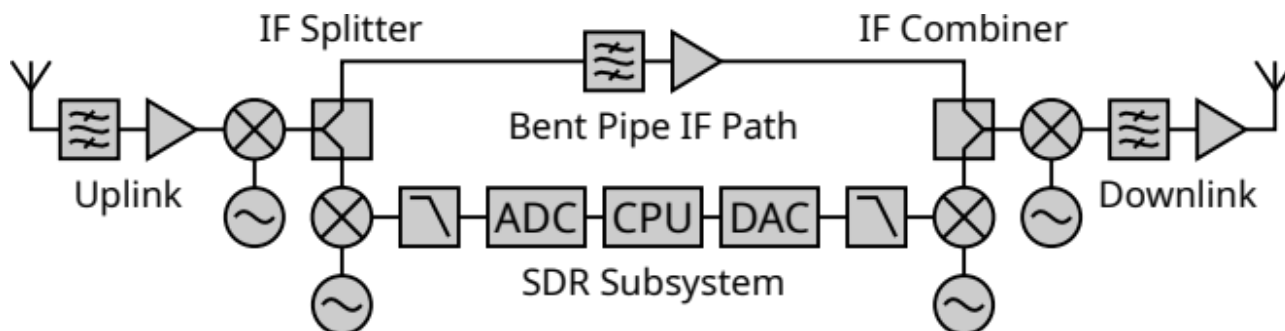 IF Splitter
IF Combiner
Bent Pipe IF Path
Uplink
Downlink
ADC
CPU
DAC
SDR Subsystem